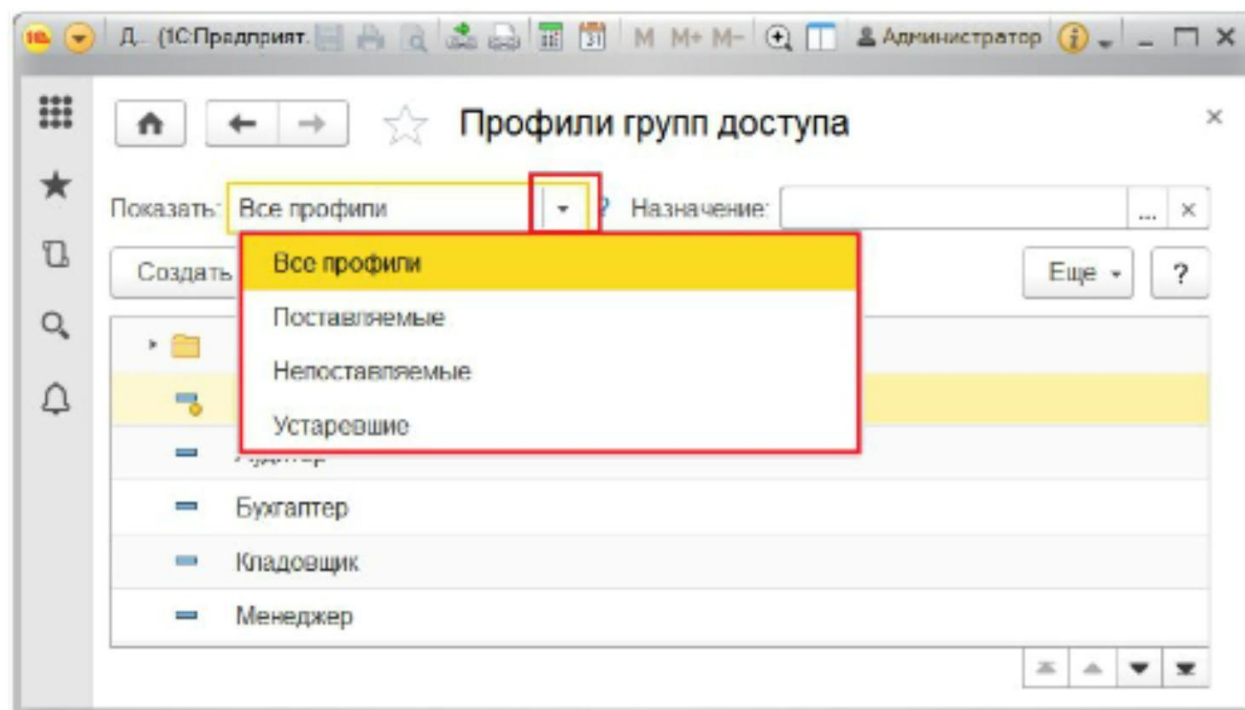 Д... (1С:Предприят. М М+ М- Администратор
Профили групп доступа
Показать: Все профили ? Назначение: ... ×
Создать Еще ?
Все профили
Поставляемые
Непоставляемые
Устаревшие
Бухгалтер
Кладовщик
Менеджер